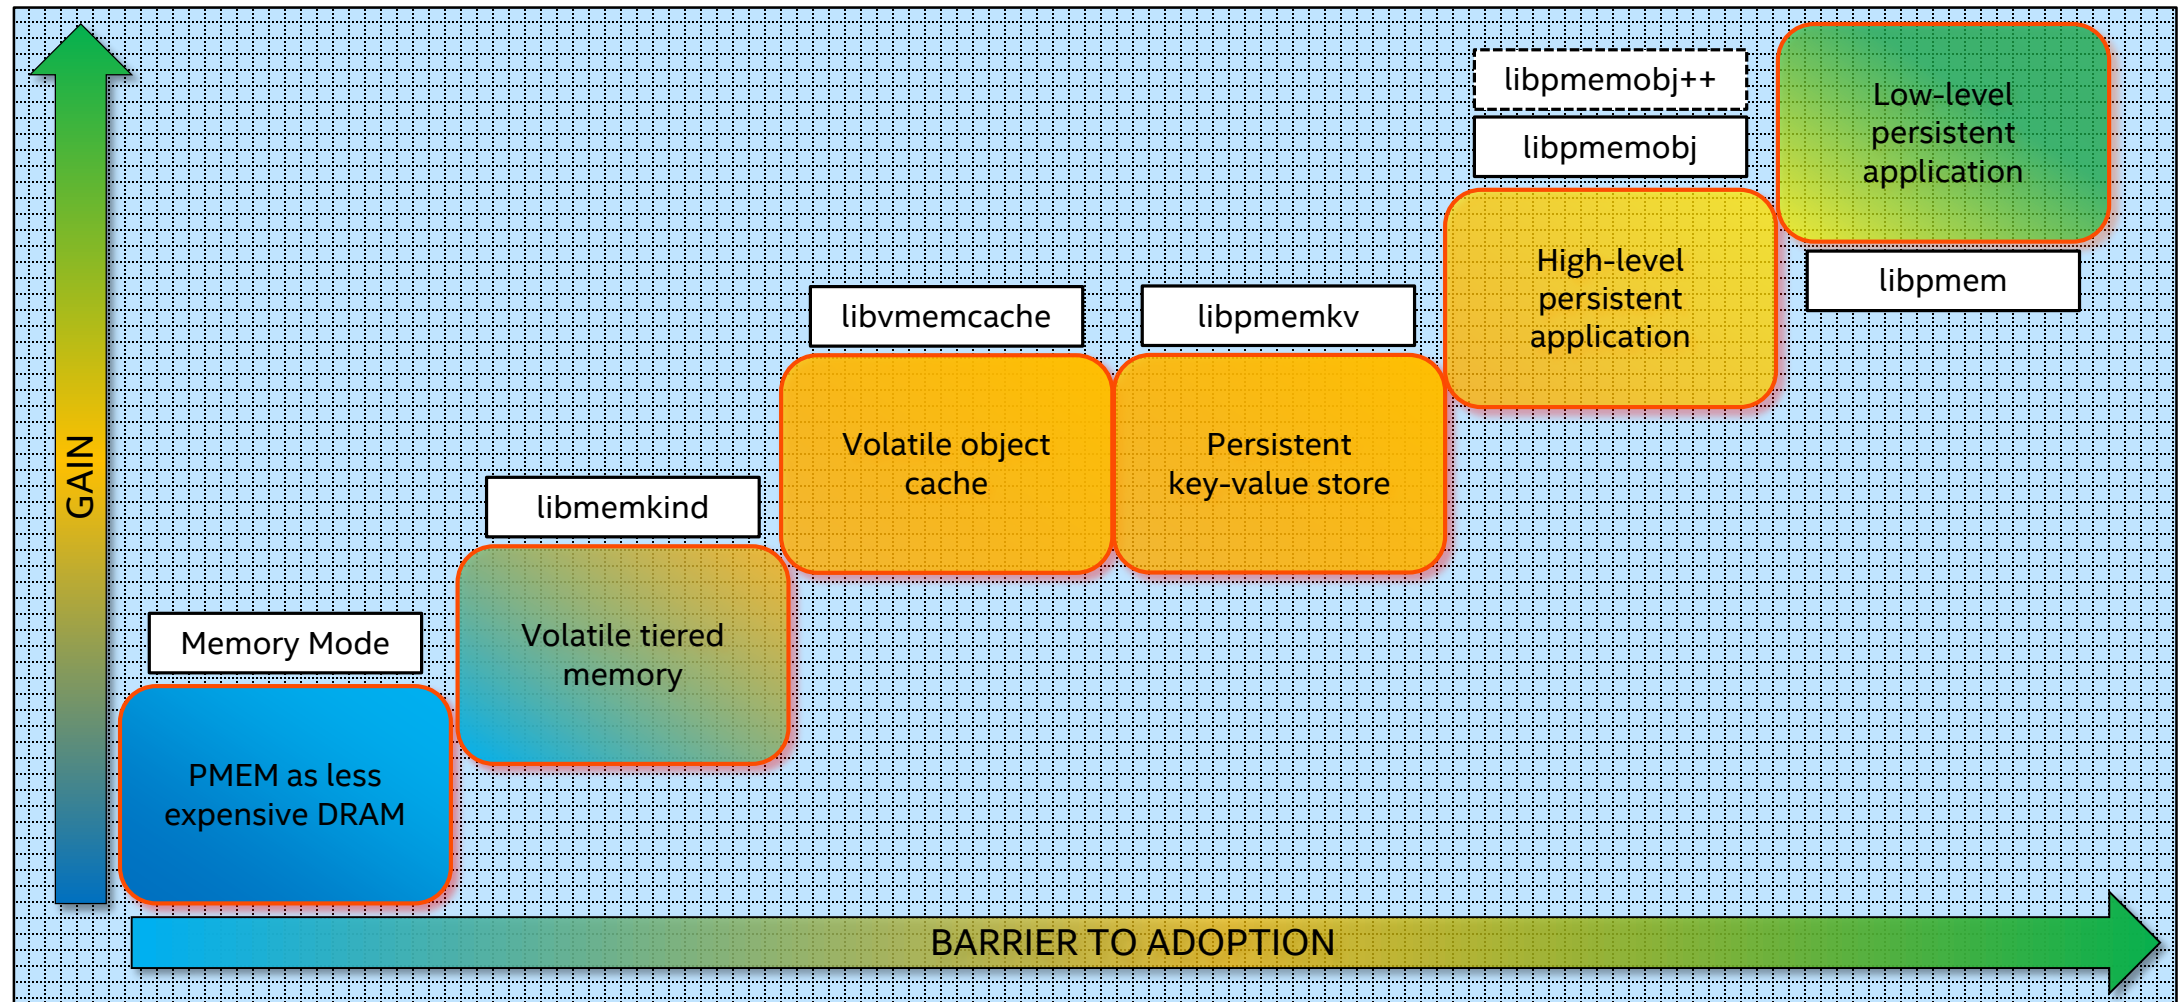 libpmemobj++
libpmemobj
Low-level
persistent
application
libpmem
High-level
persistent
application
libvmemcache
libpmemkv
Volatile object
cache
Persistent
key-value store
GAIN
libmemkind
Volatile tiered
memory
Memory Mode
PMEM as less
expensive DRAM
BARRIER TO ADOPTION